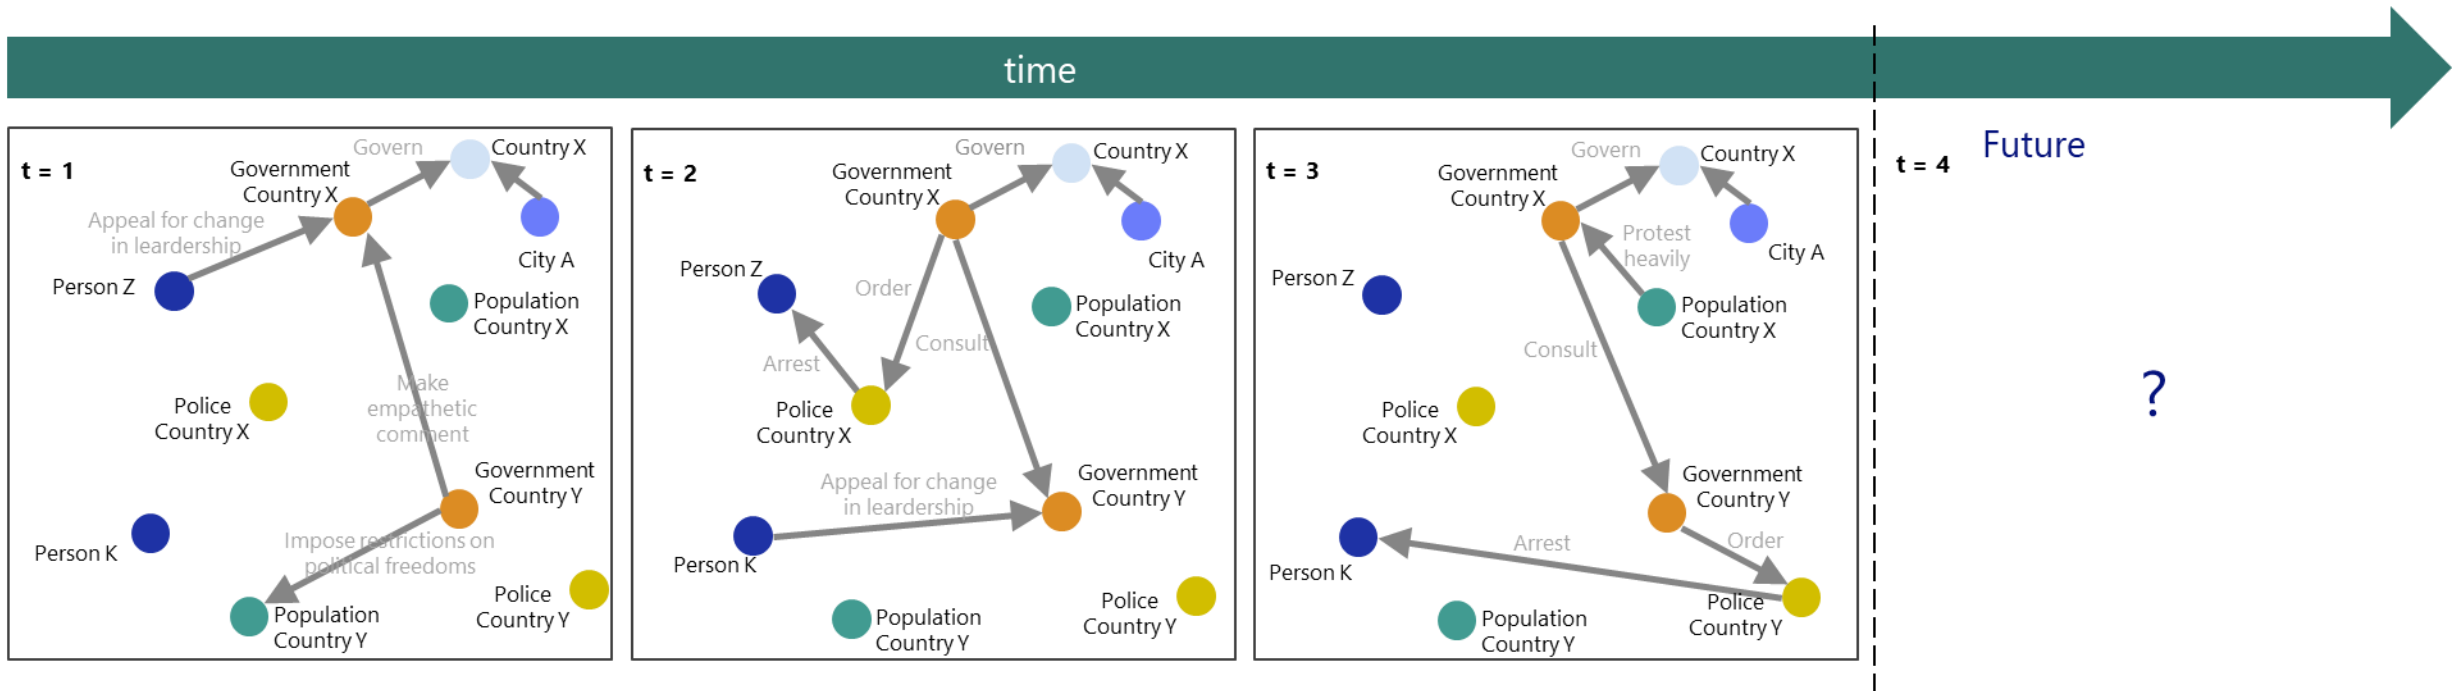 time
t = 1
Govern
Country X
Government
Country X
Appeal for change
in leardership
City A
Person Z
Population
Country X
Make
empathetic
comment
Police
Country X
Government
Country Y
Impose restrictions on
political freedoms
Person K
Police
Country Y
Population
Country Y
t = 2
Govern
Country X
Government
Country X
City A
Person Z
Order
Population
Country X
Consult
Arrest
Police
Country X
Government
Country Y
Appeal for change
in leardership
Person K
Police
Country Y
Population
Country Y
t = 3
Govern
Country X
Government
Country X
Protest
heavily
City A
Person Z
Population
Country X
Consult
Police
Country X
Government
Country Y
Arrest
Order
Person K
Police
Country Y
Population
Country Y
t = 4
Future
?